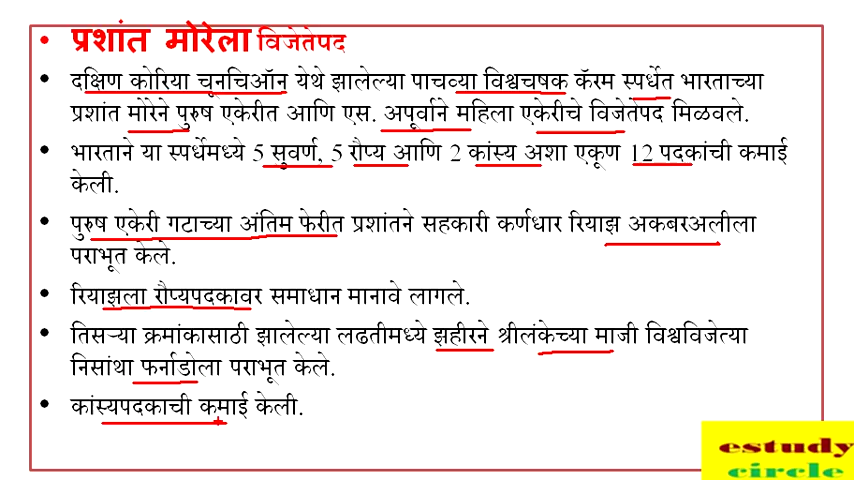 • प्रशांत मोरेला विजेतेपद
• दक्षिण कोरिया चूनचिऑन येथे झालेल्या पाचव्या विश्वचषक कॅरम स्पर्धेत भारताच्या
प्रशांत मोरेने पुरुष एकेरीत आणि एस. अपूर्वाने महिला एकेरीचे विजेतेपद मिळवले.
• भारताने या स्पर्धेमध्ये 5 सुवर्ण, 5 रौप्य आणि 2 कांस्य अशा एकूण 12 पदकांची कमाई
केली.
• पुरुष एकेरी गटाच्या अंतिम फेरीत प्रशांतने सहकारी कर्णधार रियाझ अकबरअलीला
पराभूत केले.
• रियाझला रौप्यपदकावर समाधान मानावे लागले.
• तिसऱ्या क्रमांकासाठी झालेल्या लढतीमध्ये झहीरने श्रीलंकेच्या माजी विश्वविजेत्या
निसांथा फर्नाडोला पराभूत केले.
• कांस्यपदकाची कमाई केली.
estudy
circle